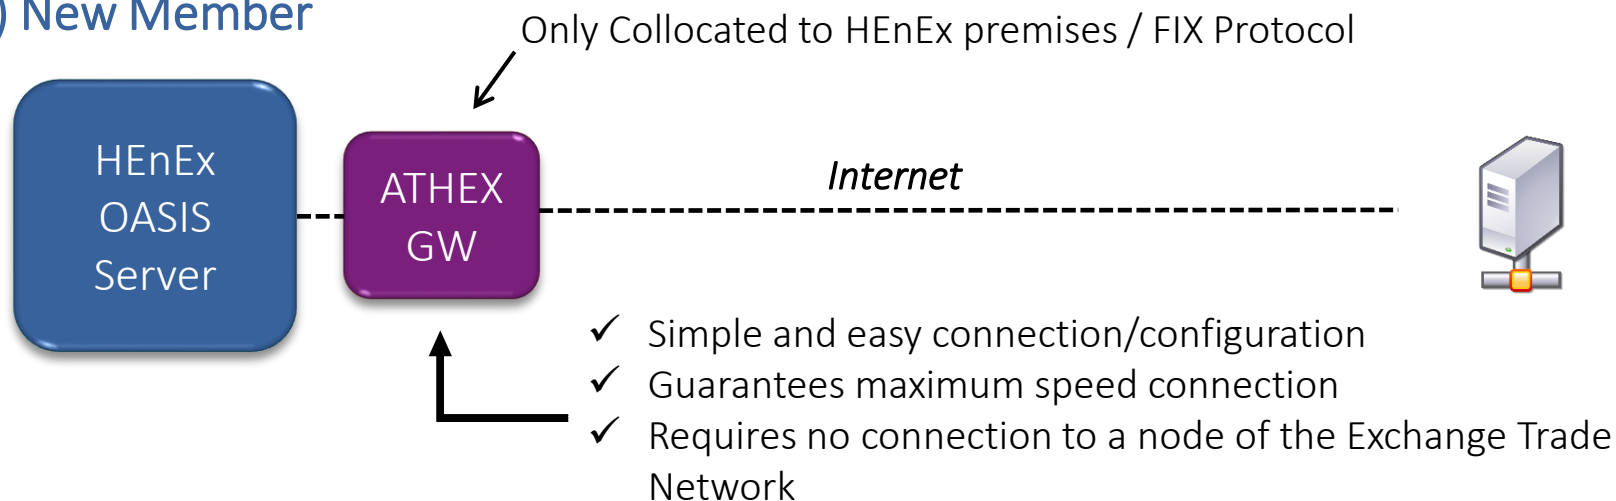 ) New Member
Only Collocated to HEnEx premises / FIX Protocol
HEnEx
OASIS
Server
ATHEX
GW
Internet
✓ Simple and easy connection/configuration
✓ Guarantees maximum speed connection
✓ Requires no connection to a node of the Exchange Trade
Network